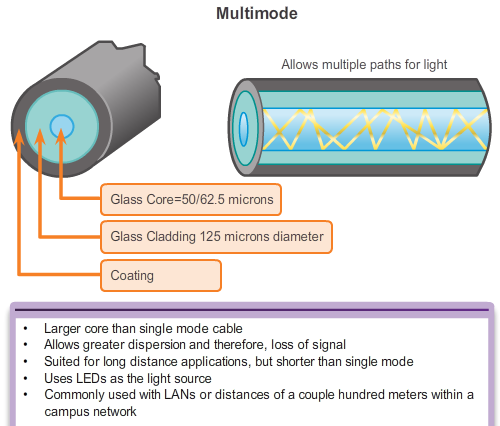 Multimode
Allows multiple paths for light
Glass Core=50/62.5 microns
Glass Cladding 125 microns diameter
Coating
• Larger core than single mode cable
• Allows greater dispersion and therefore, loss of signal
• Suited for long distance applications, but shorter than single mode
• Uses LEDs as the light source
• Commonly used with LANs or distances of a couple hundred meters within a
campus network